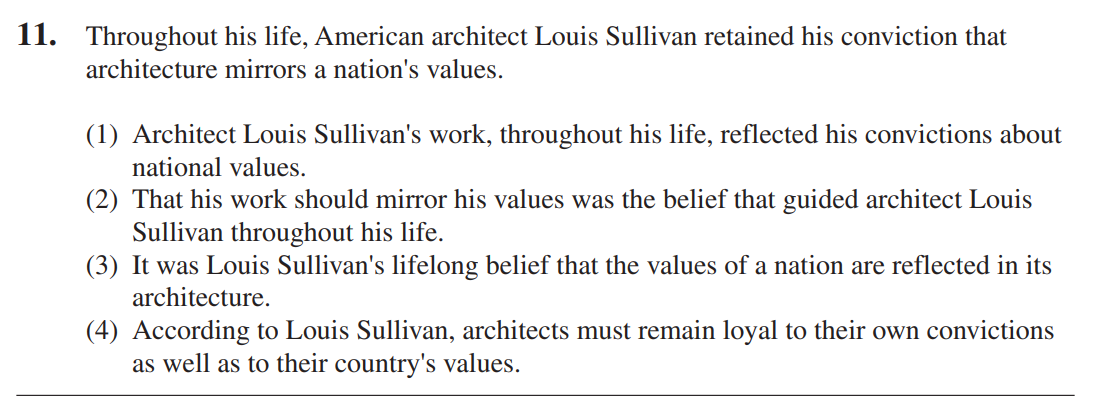 11. Throughout his life, American architect Louis Sullivan retained his conviction that
architecture mirrors a nation's values.
(1) Architect Louis Sullivan's work, throughout his life, reflected his convictions about
national values.
(2) That his work should mirror his values was the belief that guided architect Louis
Sullivan throughout his life.
(3) It was Louis Sullivan's lifelong belief that the values of a nation are reflected in its
architecture.
(4) According to Louis Sullivan, architects must remain loyal to their own convictions
as well as to their country's values.